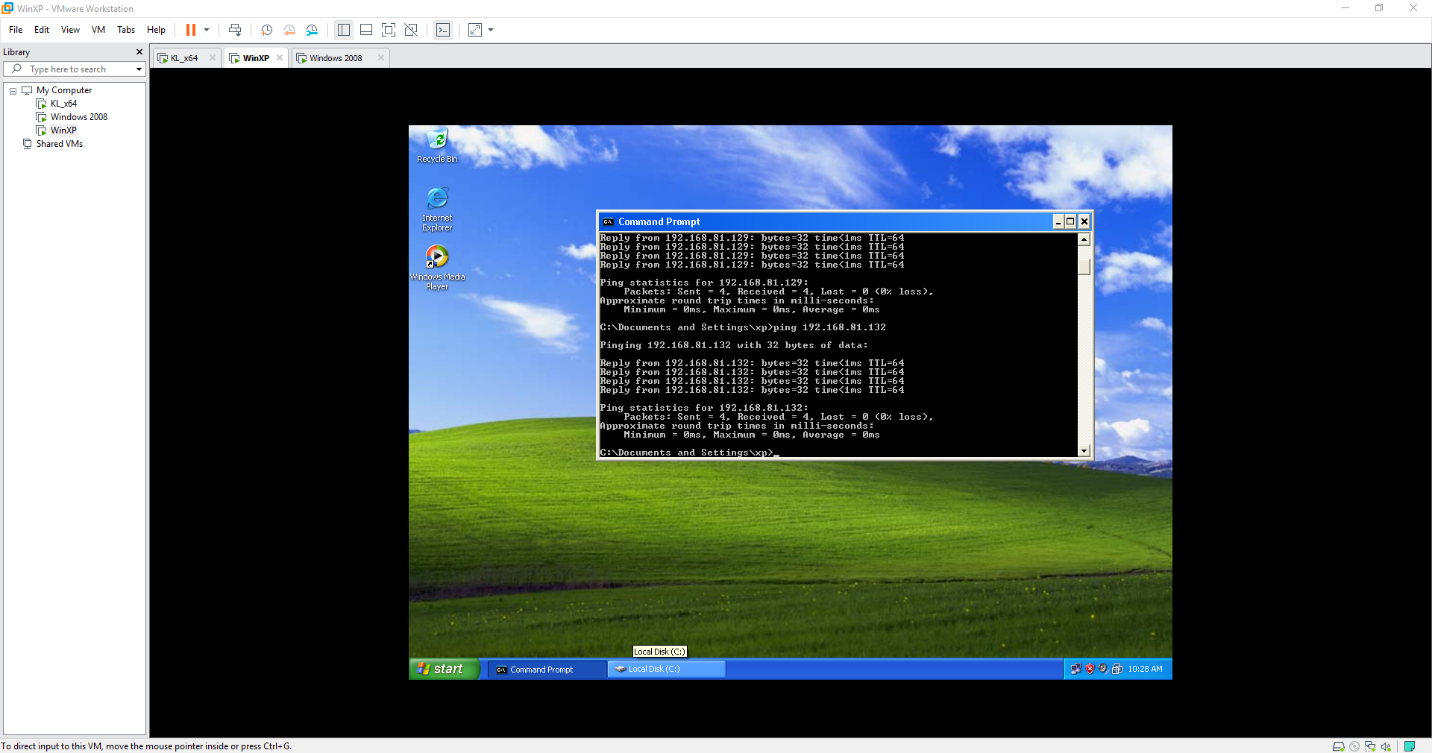 WinXP - VMware Workstation
File Edit View VM Tabs Help
Library
Type here to search
My Computer
KL_x64
Windows 2008
WinXP
Shared VMs
KL_x64 WinXP Windows 2008
Recycle Bin
Internet
Explorer
Windows Media
Player
Command Prompt
Reply from 192.168.81.129: bytes=32 time<1ms TTL=64
Reply from 192.168.81.129: bytes=32 time<1ms TTL=64
Reply from 192.168.81.129: bytes=32 time<1ms TTL=64
Reply from 192.168.81.129: bytes=32 time<1ms TTL=64
Ping statistics for 192.168.81.129:
Packets: Sent = 4, Received = 4, Lost = 0 (0% loss),
Approximate round trip times in milli-seconds:
Minimum = 0ms, Maximum = 0ms, Average = 0ms
C:\Documents and Settings\xp>ping 192.168.81.132
Pinging 192.168.81.132 with 32 bytes of data:
Reply from 192.168.81.132: bytes=32 time<1ms TTL=64
Reply from 192.168.81.132: bytes=32 time<1ms TTL=64
Reply from 192.168.81.132: bytes=32 time<1ms TTL=64
Reply from 192.168.81.132: bytes=32 time<1ms TTL=64
Ping statistics for 192.168.81.132:
Packets: Sent = 4, Received = 4, Lost = 0 (0% loss),
Approximate round trip times in milli-seconds:
Minimum = 0ms, Maximum = 0ms, Average = 0ms
C:\Documents and Settings\xp>_
Local Disk (C:)
start Command Prompt Local Disk (C:) 10:28 AM
To direct input to this VM, move the mouse pointer inside or press Ctrl+G.